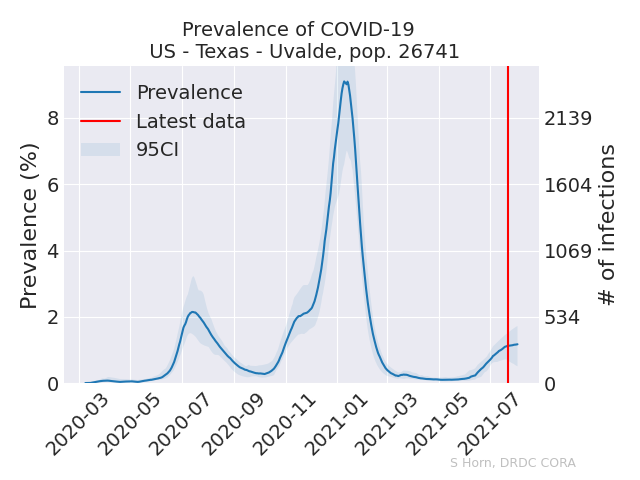 Prevalence of COVID-19
US - Texas - Uvalde, pop. 26741
Prevalence
Latest data
95CI
Prevalence (%)
8
6
4
2
0
2139
1604
1069
534
0
# of infections
2020-03
2020-05
2020-07
2020-09
2020-11
2021-01
2021-03
2021-05
2021-07
S Horn, DRDC CORA